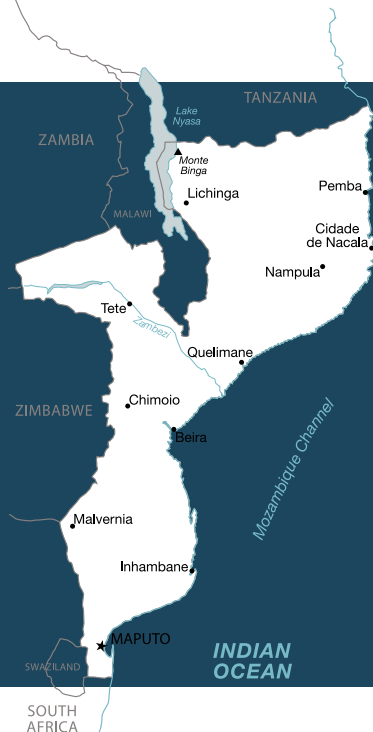 TANZANIA
Lake
Nyasa
ZAMBIA
Monte
Binga
Pemba
Lichinga
MALAWI
Cidade
de Nacala
Nampula
Tete
Zambezi
Quelimane
Chimoio
ZIMBABWE
Beira
Mozambique Channel
Malvernia
Inhambane
MAPUTO
INDIAN
OCEAN
SWAZILAND
SOUTH
AFRICA